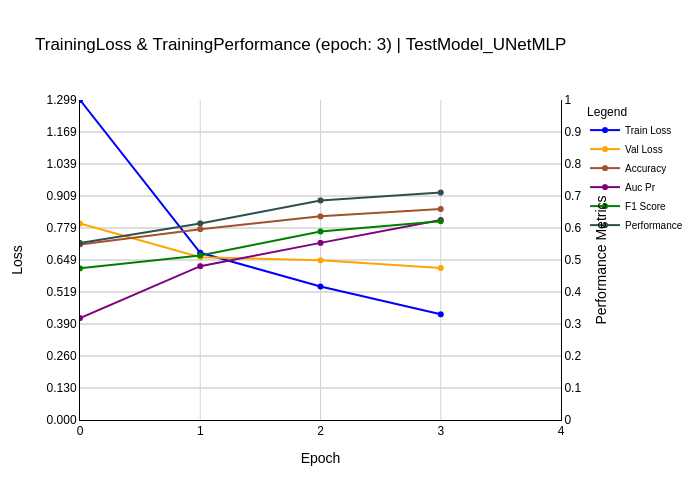 TrainingLoss & TrainingPerformance (epoch: 3) | TestModel_UNetMLP
1.299
1.169
1.039
0.909
0.779
0.649
0.519
0.390
0.260
0.130
0.000
Loss
0
1
2
3
4
Epoch
1
0.9
0.8
0.7
0.6
0.5
0.4
0.3
0.2
0.1
0
Performance Metrics
Legend
Train Loss
Val Loss
Accuracy
Auc Pr
F1 Score
Performance